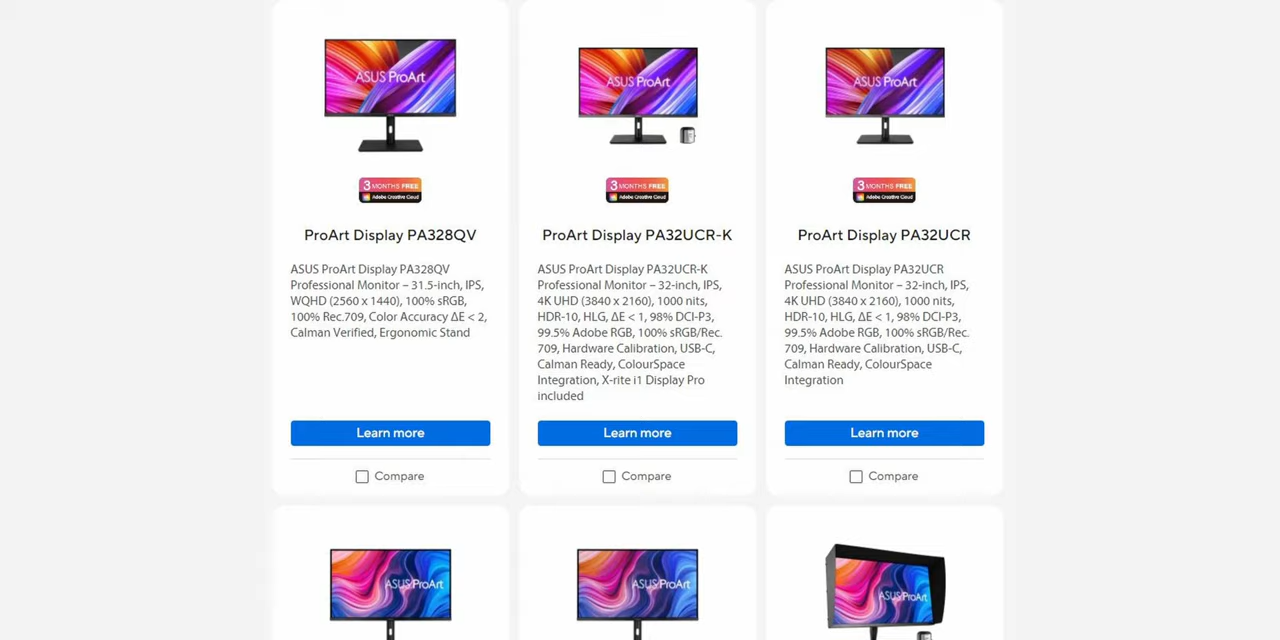 ASUS ProArt
3 MONTHS FREE
Adobe Creative Cloud
ProArt Display PA328QV
ASUS ProArt Display PA328QV
Professional Monitor – 31.5-inch, IPS,
WQHD (2560 x 1440), 100% sRGB,
100% Rec.709, Color Accuracy ΔE < 2,
Calman Verified, Ergonomic Stand
Learn more
Compare
ASUS ProArt
3 MONTHS FREE
Adobe Creative Cloud
ProArt Display PA32UCR-K
ASUS ProArt Display PA32UCR-K
Professional Monitor – 32-inch, IPS,
4K UHD (3840 x 2160), 1000 nits,
HDR-10, HLG, ΔE < 1, 98% DCI-P3,
99.5% Adobe RGB, 100% sRGB/Rec.
709, Hardware Calibration, USB-C,
Calman Ready, ColourSpace
Integration, X-rite i1 Display Pro
included
Learn more
Compare
ASUS ProArt
3 MONTHS FREE
Adobe Creative Cloud
ProArt Display PA32UCR
ASUS ProArt Display PA32UCR
Professional Monitor – 32-inch, IPS,
4K UHD (3840 x 2160), 1000 nits,
HDR-10, HLG, ΔE < 1, 98% DCI-P3,
99.5% Adobe RGB, 100% sRGB/Rec.
709, Hardware Calibration, USB-C,
Calman Ready, ColourSpace
Integration
Learn more
Compare
ASUS ProArt
ASUS ProArt
ASUS ProArt